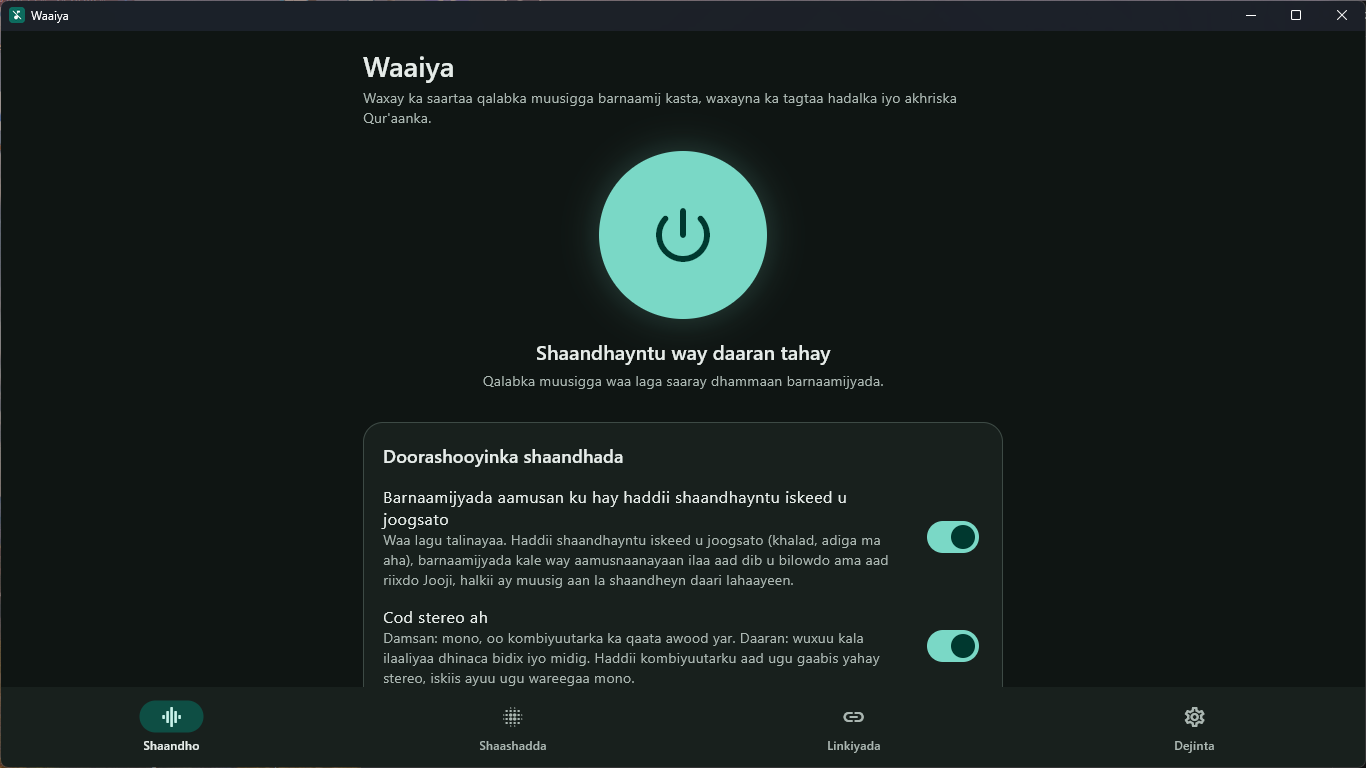 Waaiya
Waaiya
Waxay ka saartaa qalabka muusigga barnaamij kasta, waxayna ka tagtaa hadalka iyo akhriska
Qur'aanka.
Shaandhayntu way daaran tahay
Qalabka muusigga waa laga saaray dhammaan barnaamijyada.
Doorashooyinka shaandhada
Barnaamijyada aamusan ku hay haddii shaandhayntu iskeed u
joogsato
Waa lagu talinayaa. Haddii shaandhayntu iskeed u joogsato (khalad, adiga ma
aha), barnaamijyada kale way aamusnaanayaan ilaa aad dib u bilowdo ama aad
riixdo Jooji, halkii ay muusig aan la shaandheyn daari lahaayeen.
Cod stereo ah
Damsan: mono, oo kombiyuutarka ka qaata awood yar. Daaran: wuxuu kala
ilaaliyaa dhinaca bidix iyo midig. Haddii kombiyuutarku aad ugu gaabis yahay
stereo, iskiis ayuu ugu wareegaa mono.
Shaandho
Shaashadda
Linkiyada
Dejinta